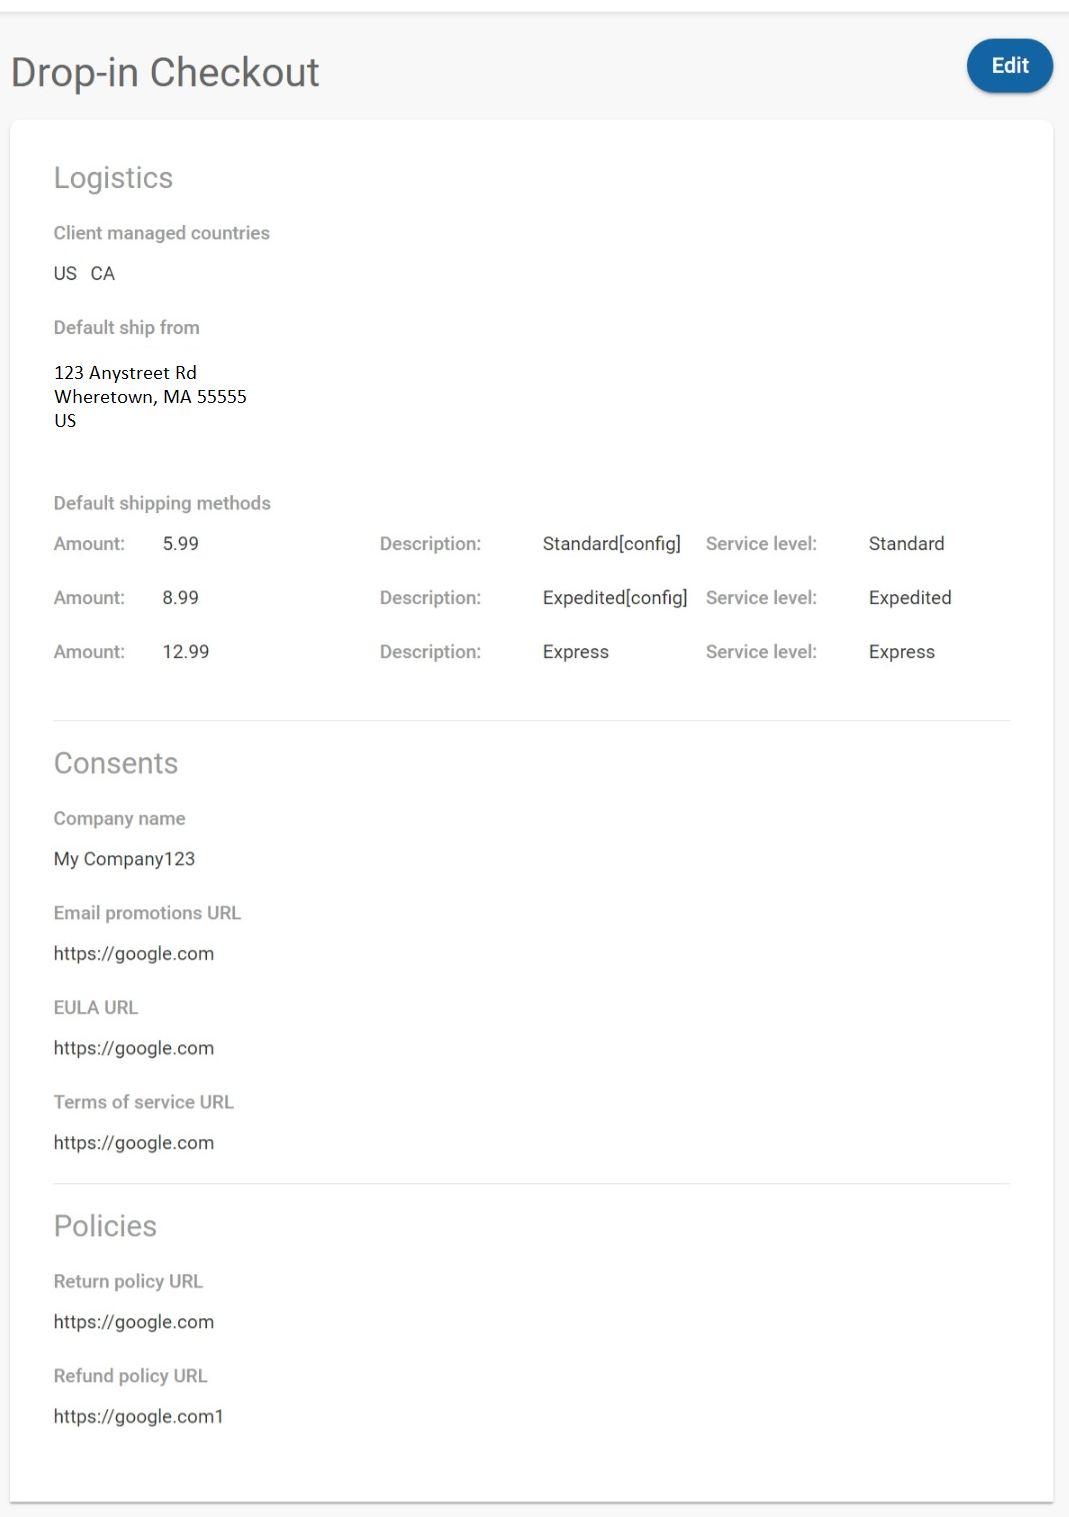 Drop-in Checkout
Edit
Logistics
Client managed countries
US CA
Default ship from
123 Anystreet Rd
Wheretown, MA 55555
US
Default shipping methods
Amount: 5.99 Description: Standard[config] Service level: Standard
Amount: 8.99 Description: Expedited[config] Service level: Expedited
Amount: 12.99 Description: Express Service level: Express
Consents
Company name
My Company123
Email promotions URL
https://google.com
EULA URL
https://google.com
Terms of service URL
https://google.com
Policies
Return policy URL
https://google.com
Refund policy URL
https://google.com1